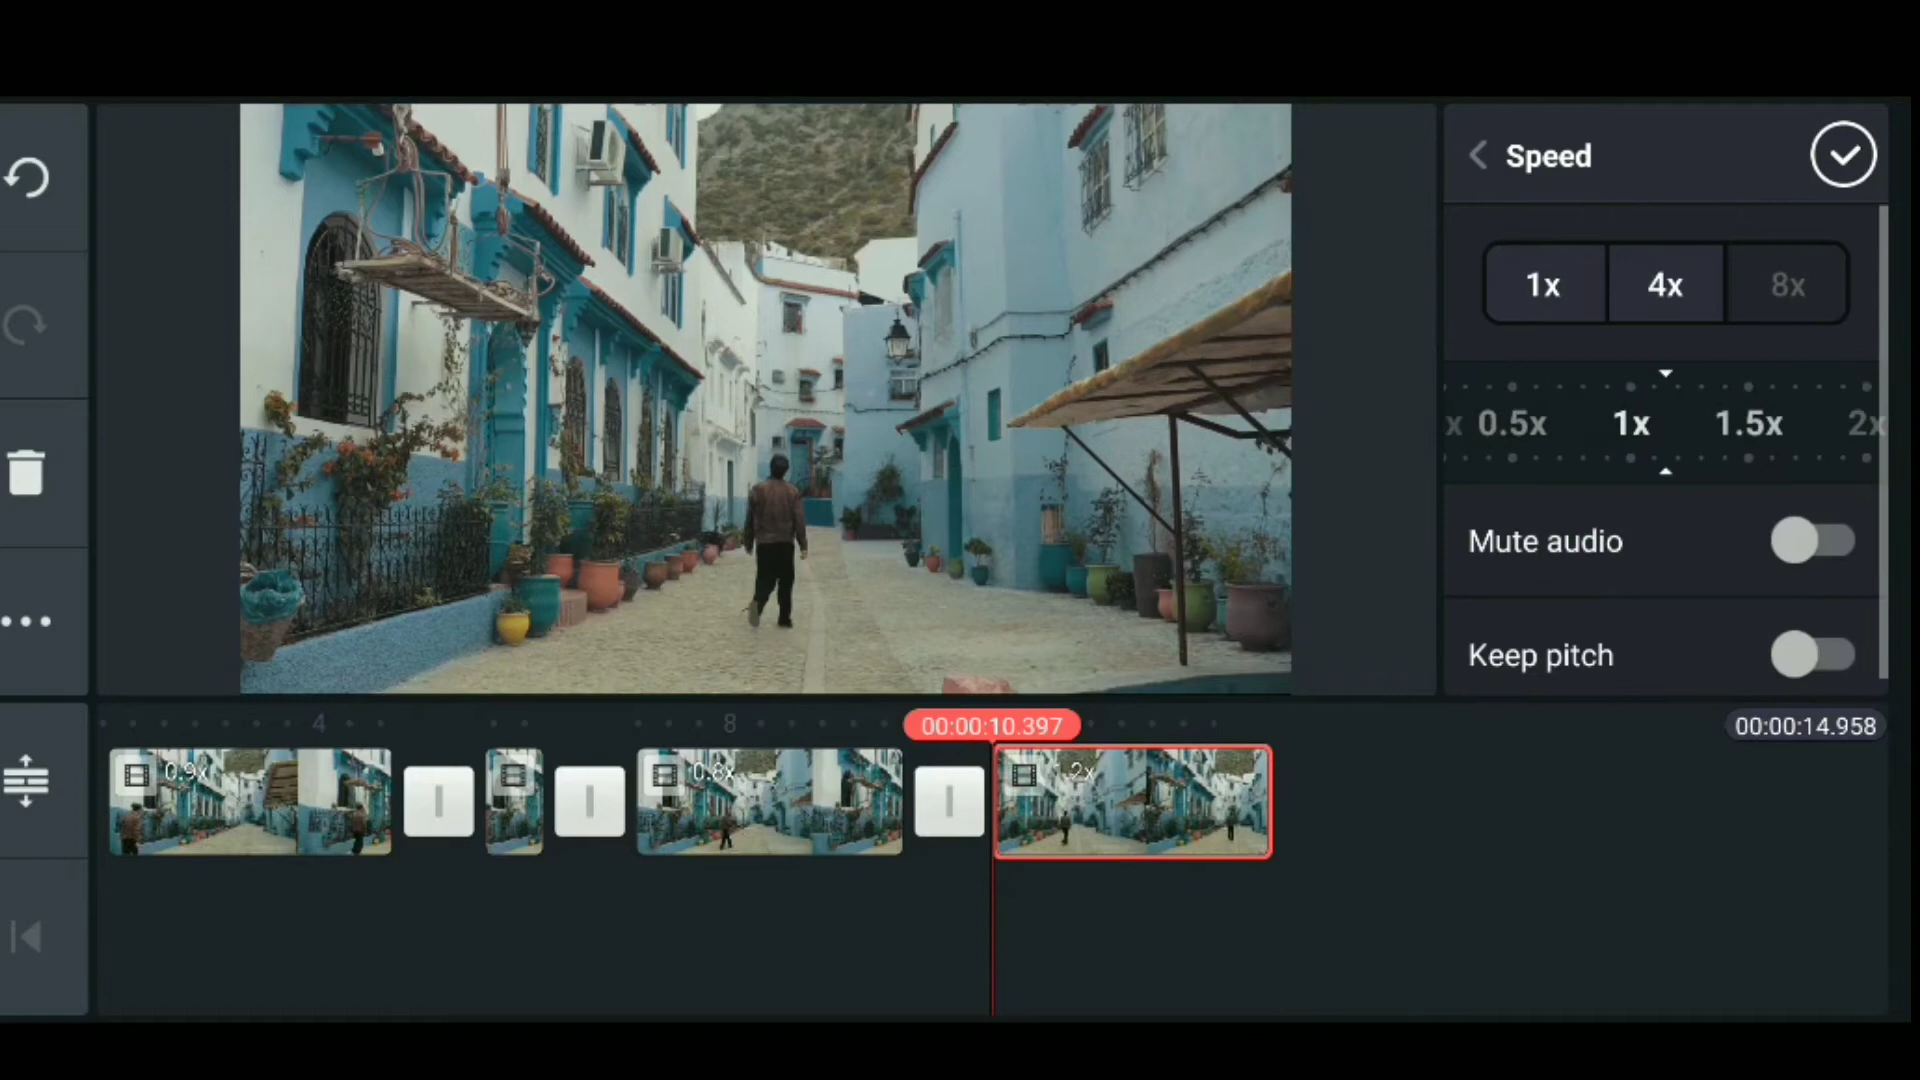 Speed
1x 4x 8x
x 0.5x 1x 1.5x 2x
Mute audio
Keep pitch
4 8 00:00:10.397 00:00:14.958
0.9x 0.8x 1.2x